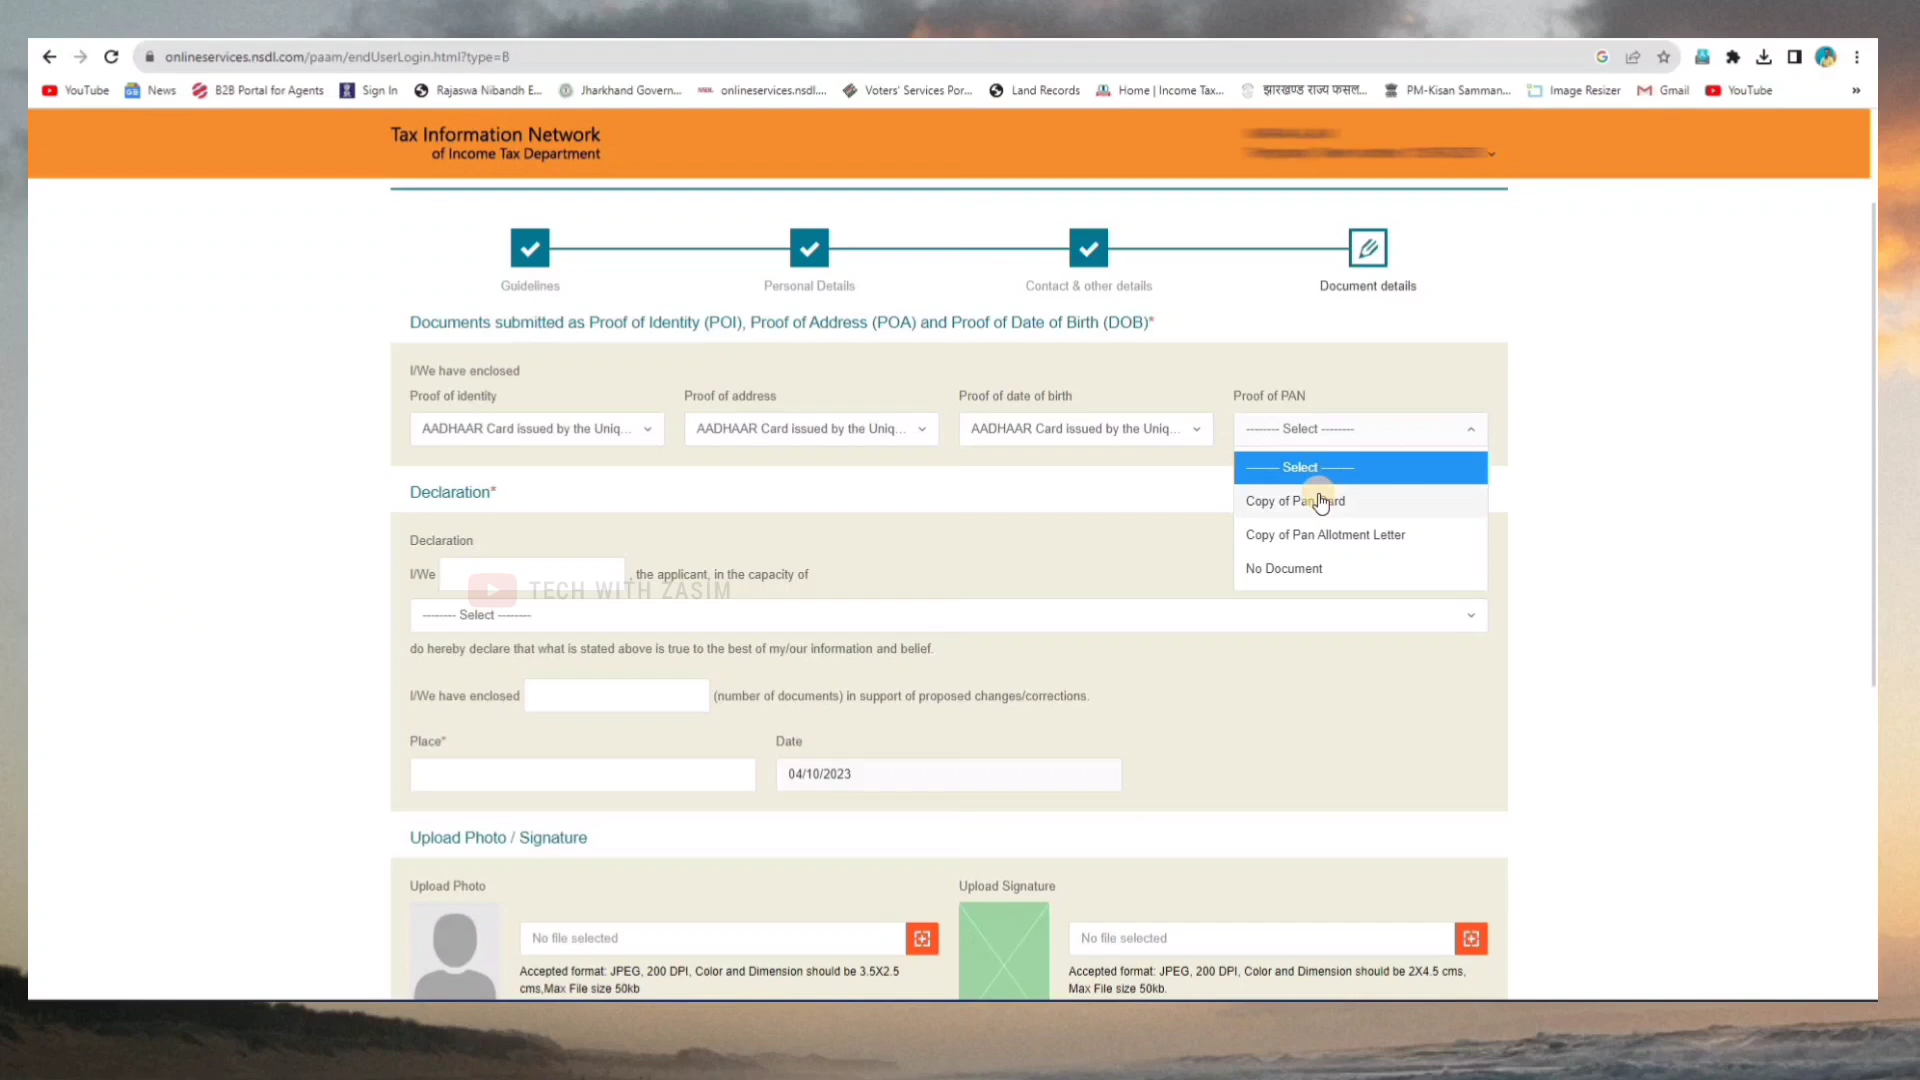 onlineservices.nsdl.com/paam/endUserLogin.html?type=B
YouTube News B2B Portal for Agents Sign In Rajaswa Nibandh E... Jharkhand Govern... onlineservices.nsdl.... Voters' Services Por... Land Records Home | Income Tax... झारखण्ड राज्य फसल... PM-Kisan Samman... Image Resizer Gmail YouTube »
Tax Information Network
of Income Tax Department
Guidelines Personal Details Contact & other details Document details
Documents submitted as Proof of Identity (POI), Proof of Address (POA) and Proof of Date of Birth (DOB)*
I/We have enclosed
Proof of identity Proof of address Proof of date of birth Proof of PAN
AADHAAR Card issued by the Uniq... AADHAAR Card issued by the Uniq... AADHAAR Card issued by the Uniq... -------- Select --------
-------- Select --------
Copy of Pan Card
Copy of Pan Allotment Letter
No Document
Declaration*
Declaration
I/We , the applicant, in the capacity of
TECH WITH ZASIM
-------- Select --------
do hereby declare that what is stated above is true to the best of my/our information and belief.
I/We have enclosed (number of documents) in support of proposed changes/corrections.
Place* Date
04/10/2023
Upload Photo / Signature
Upload Photo Upload Signature
No file selected No file selected
Accepted format: JPEG, 200 DPI, Color and Dimension should be 3.5X2.5
cms,Max File size 50kb
Accepted format: JPEG, 200 DPI, Color and Dimension should be 2X4.5 cms,
Max File size 50kb.